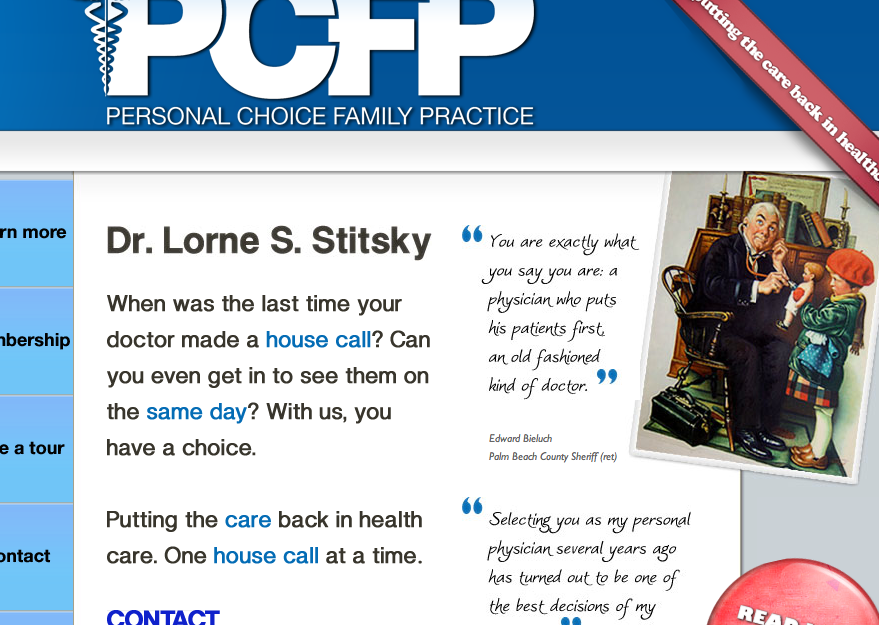 PCFP
PERSONAL CHOICE FAMILY PRACTICE
putting the care back in
rn more
bership
e a tour
ontact
Dr. Lorne S. Stitsky
When was the last time your
doctor made a house call? Can
you even get in to see them on
the same day? With us, you
have a choice.
Putting the care back in health
care. One house call at a time.
CONTACT
“ You are exactly what
you say you are: a
physician who puts
his patients first,
an old fashioned
kind of doctor. ”
Edward Bieluch
Palm Beach County Sheriff (ret)
“ Selecting you as my personal
physician several years ago
has turned out to be one of
the best decisions of my
”
READ